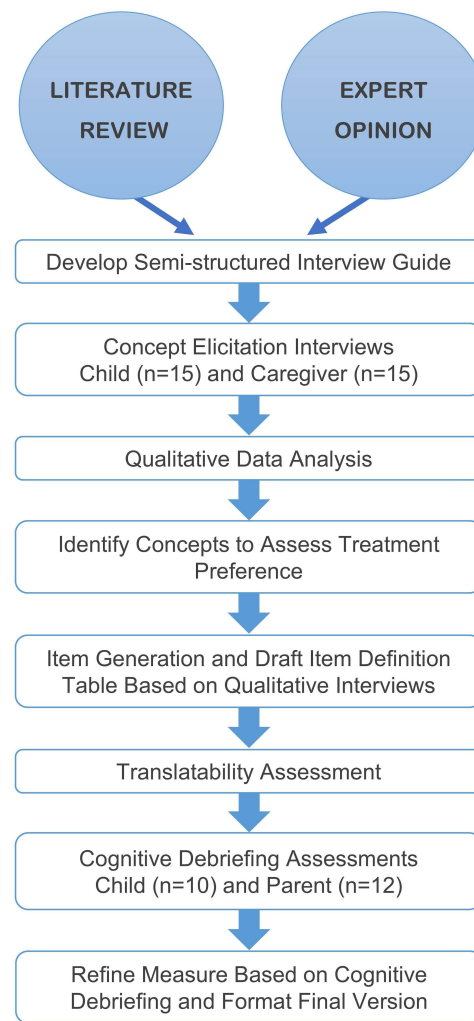 LITERATURE
REVIEW
EXPERT
OPINION
Develop Semi-structured Interview Guide
Concept Elicitation Interviews
Child (n=15) and Caregiver (n=15)
Qualitative Data Analysis
Identify Concepts to Assess Treatment
Preference
Item Generation and Draft Item Definition
Table Based on Qualitative Interviews
Translatability Assessment
Cognitive Debriefing Assessments
Child (n=10) and Parent (n=12)
Refine Measure Based on Cognitive
Debriefing and Format Final Version